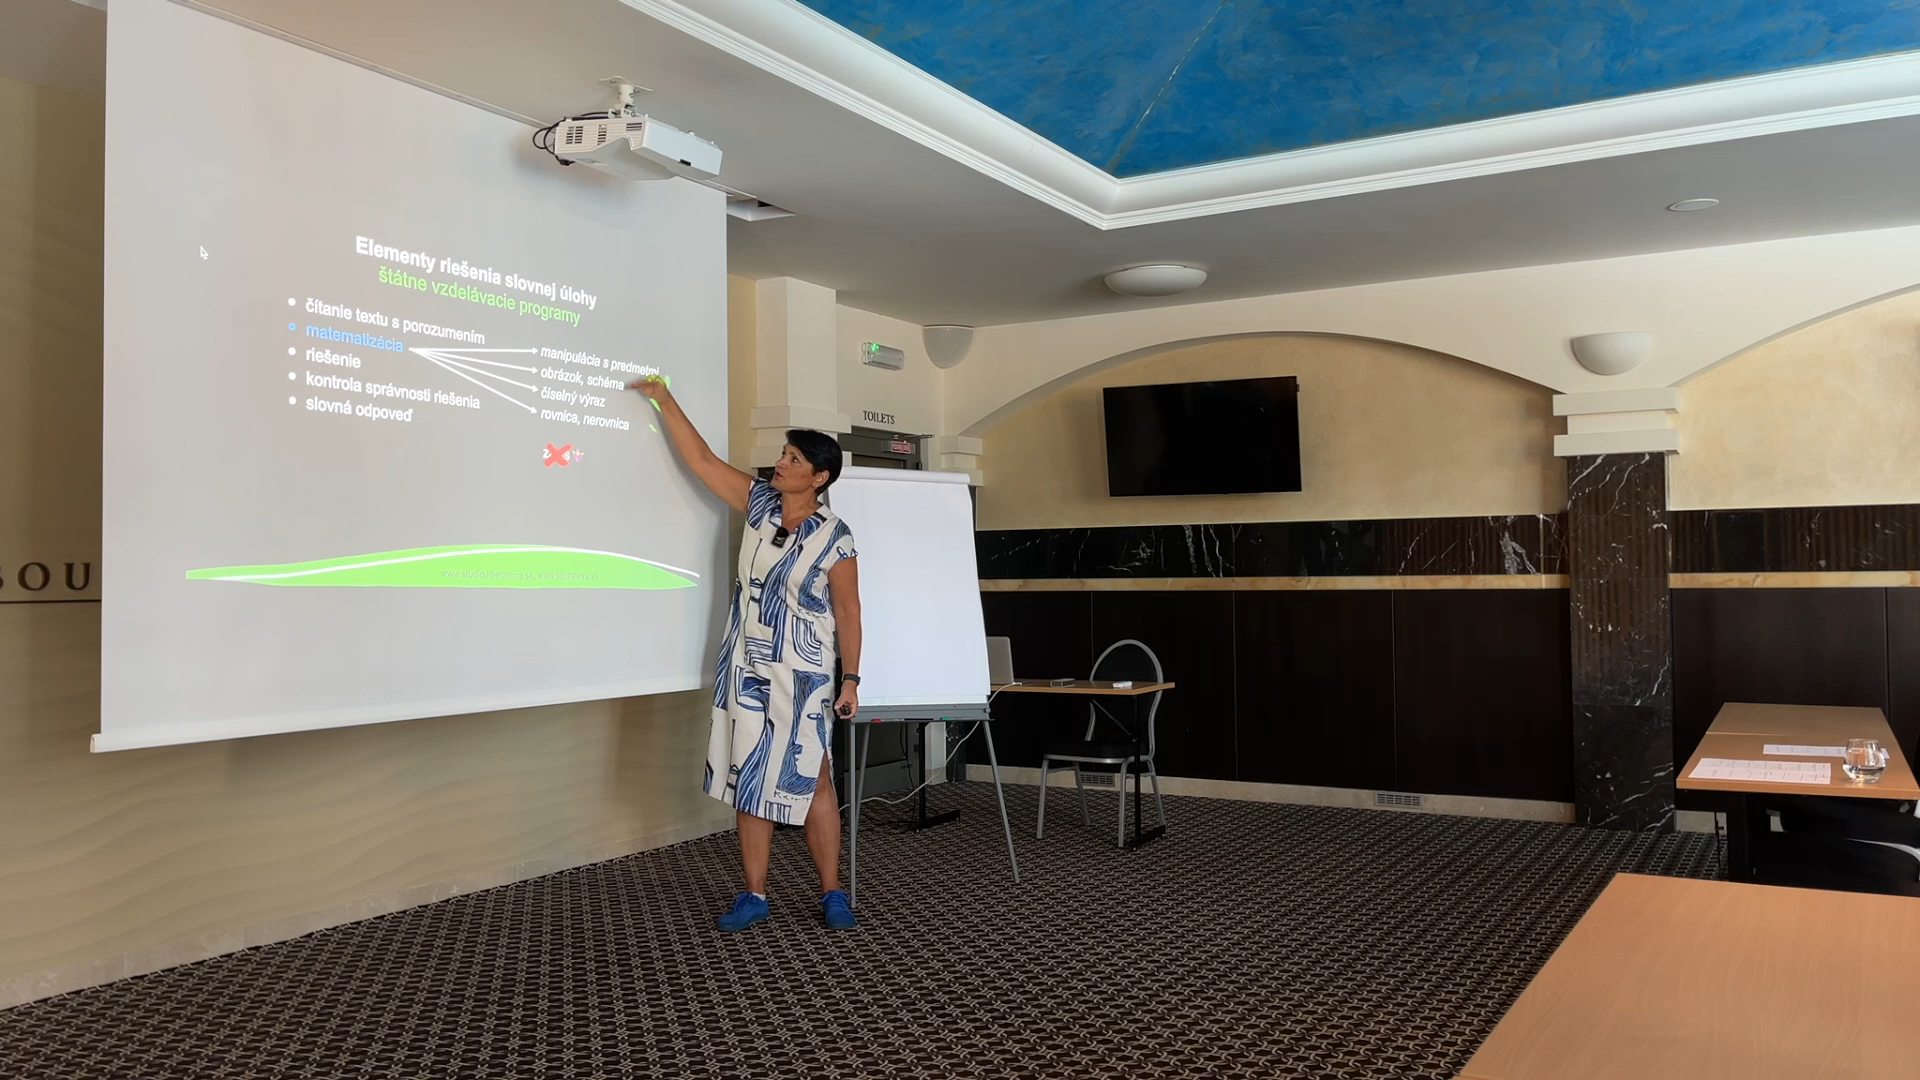 Elementy riešenia slovnej úlohy
štátne vzdelávacie programy
čítanie textu s porozumením
matematizácia
riešenie
kontrola správnosti riešenia
slovná odpoveď
manipulácia s predmetmi
obrázok, schéma
číselný výraz
rovnica, nerovnica
TOILETS
BOU